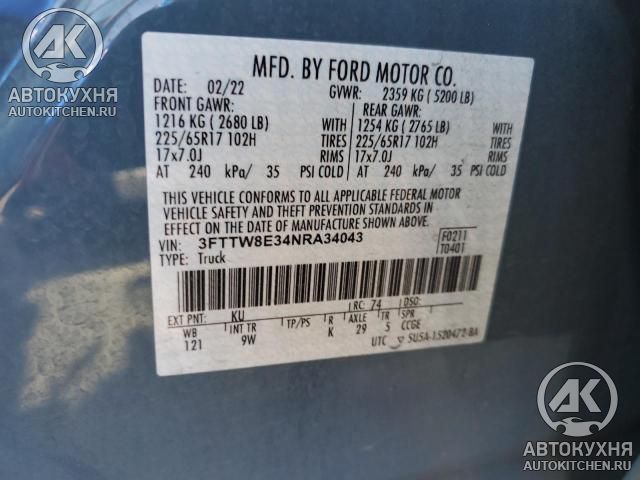 AK
АВТОКУХНЯ
AUTOKITCHEN.RU
MFD. BY FORD MOTOR CO.
DATE: 02/22 GVWR: 2359 KG ( 5200 LB)
FRONT GAWR: REAR GAWR:
1216 KG ( 2680 LB) 1254 KG ( 2765 LB)
225/65R17 102H TIRES 225/65R17 102H TIRES
17x7.0J RIMS 17x7.0J RIMS
AT 240 kPa/ 35 PSI COLD AT 240 kPa/ 35 PSI COLD
THIS VEHICLE CONFORMS TO ALL APPLICABLE FEDERAL MOTOR
VEHICLE SAFETY AND THEFT PREVENTION STANDARDS IN
EFFECT ON THE DATE OF MANUFACTURE SHOWN ABOVE.
VIN: 3FTTW8E34NRA34043 F0211
TYPE: Truck T0401
EXT PNT: KU RC: 74 DSO:
WB INT TR TP/PS R AXLE TR SPR
121 9W K 29 5 CCGE
UTC 5U5A-1520472-BA
AK
АВТОКУХНЯ
AUTOKITCHEN.RU